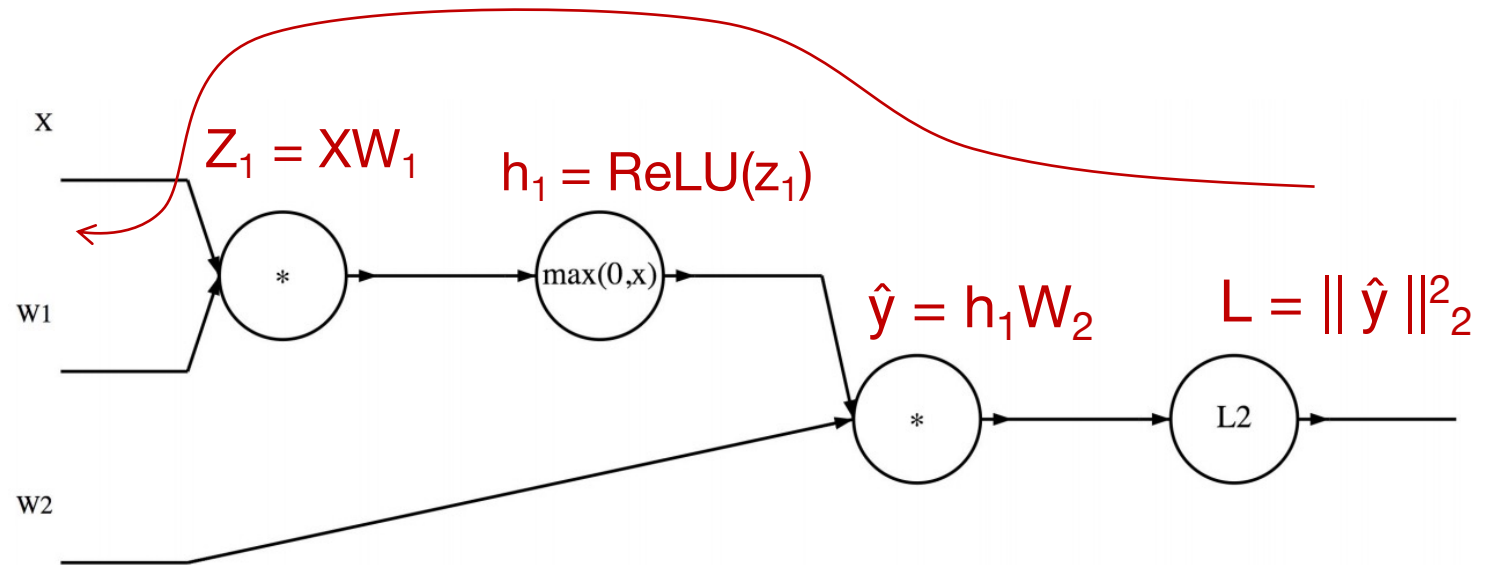 X
Z₁ = XW₁
h₁ = ReLU(z₁)
*
max(0,x)
W1
ŷ = h₁W₂
L = || ŷ ||²₂
*
L2
W2